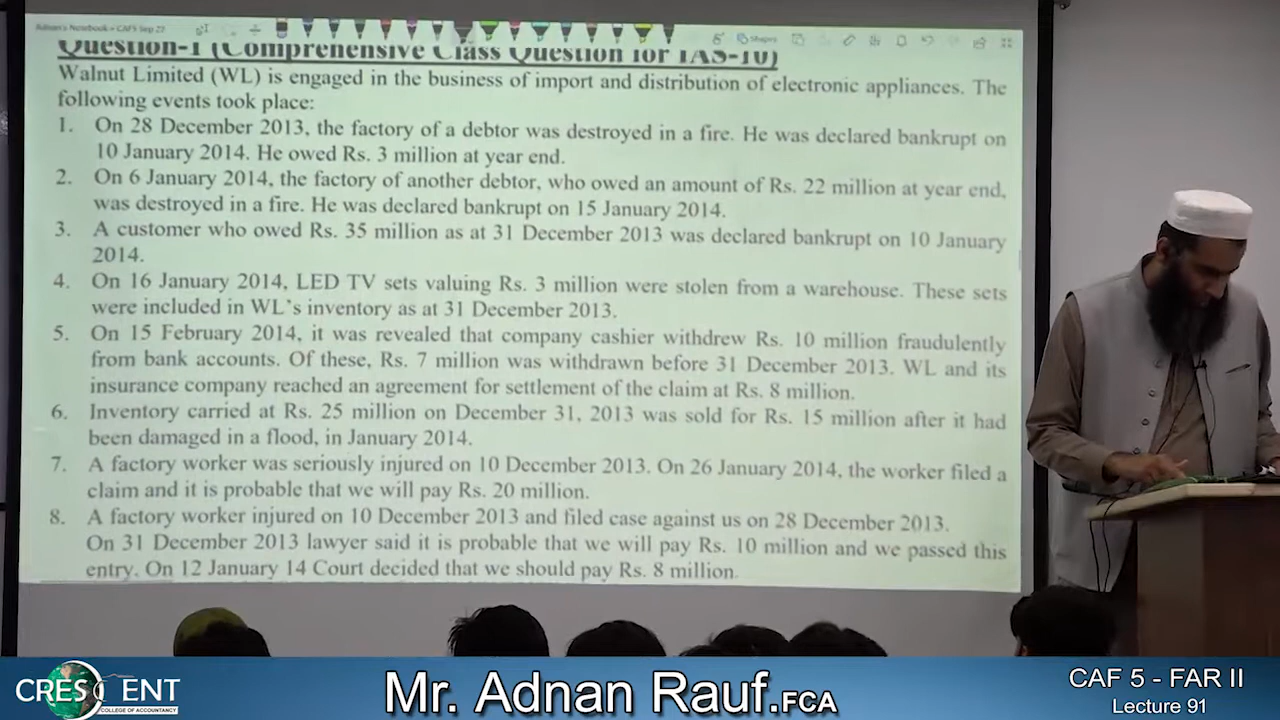 Adnan's Notebook » CAF5 Sep 22
Shapes
Question-1 (Comprehensive Class Question for IAS-10)
Walnut Limited (WL) is engaged in the business of import and distribution of electronic appliances. The
following events took place:
1. On 28 December 2013, the factory of a debtor was destroyed in a fire. He was declared bankrupt on
10 January 2014. He owed Rs. 3 million at year end.
2. On 6 January 2014, the factory of another debtor, who owed an amount of Rs. 22 million at year end,
was destroyed in a fire. He was declared bankrupt on 15 January 2014.
3. A customer who owed Rs. 35 million as at 31 December 2013 was declared bankrupt on 10 January
2014.
4. On 16 January 2014, LED TV sets valuing Rs. 3 million were stolen from a warehouse. These sets
were included in WL's inventory as at 31 December 2013.
5. On 15 February 2014, it was revealed that company cashier withdrew Rs. 10 million fraudulently
from bank accounts. Of these, Rs. 7 million was withdrawn before 31 December 2013. WL and its
insurance company reached an agreement for settlement of the claim at Rs. 8 million.
6. Inventory carried at Rs. 25 million on December 31, 2013 was sold for Rs. 15 million after it had
been damaged in a flood, in January 2014.
7. A factory worker was seriously injured on 10 December 2013. On 26 January 2014, the worker filed a
claim and it is probable that we will pay Rs. 20 million.
8. A factory worker injured on 10 December 2013 and filed case against us on 28 December 2013.
On 31 December 2013 lawyer said it is probable that we will pay Rs. 10 million and we passed this
entry. On 12 January 14 Court decided that we should pay Rs. 8 million.
CRESCENT
COLLEGE OF ACCOUNTANCY
Mr. Adnan Rauf.FCA
CAF 5 - FAR II
Lecture 91